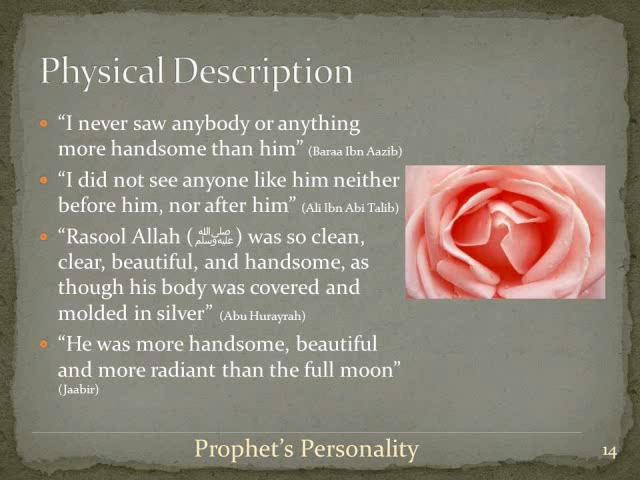 Physical Description
“I never saw anybody or anything
more handsome than him” (Baraa Ibn Aazib)
“I did not see anyone like him neither
before him, nor after him” (Ali Ibn Abi Talib)
“Rasool Allah (ﷺ) was so clean,
clear, beautiful, and handsome, as
though his body was covered and
molded in silver” (Abu Hurayrah)
“He was more handsome, beautiful
and more radiant than the full moon”
(Jaabir)
Prophet’s Personality
14